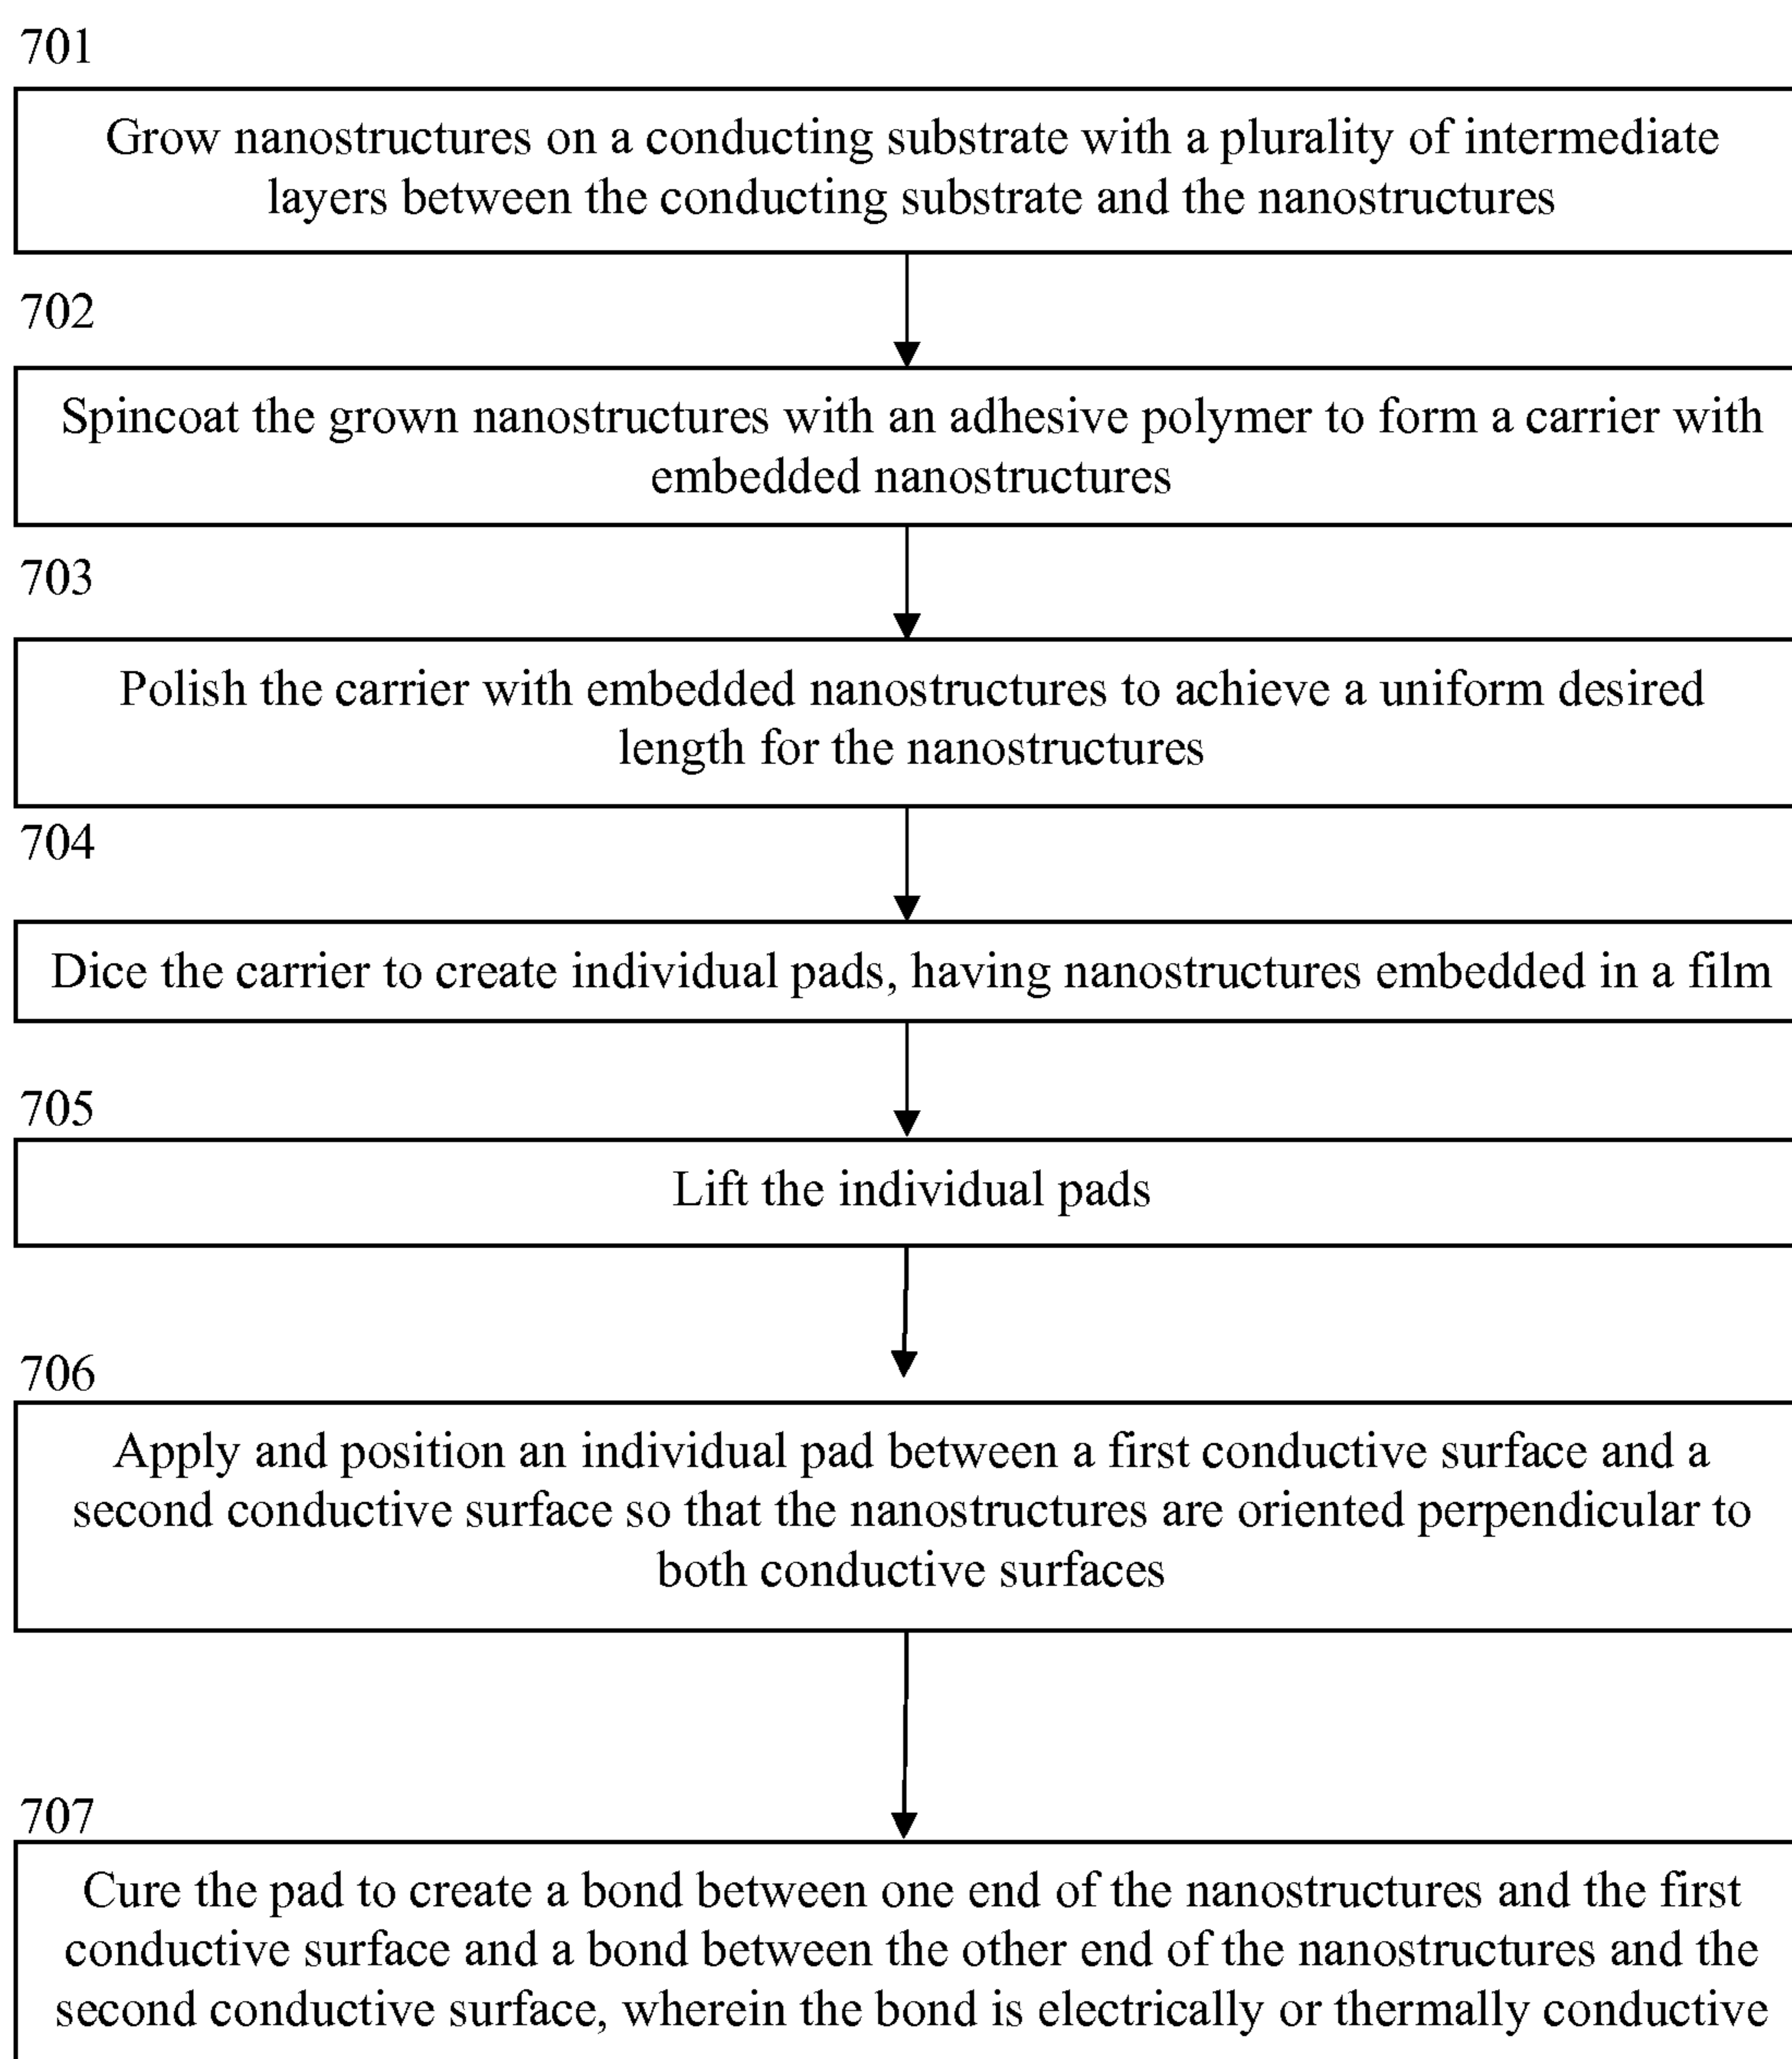 701
Grow nanostructures on a conducting substrate with a plurality of intermediate
layers between the conducting substrate and the nanostructures
702
Spincoat the grown nanostructures with an adhesive polymer to form a carrier with
embedded nanostructures
703
Polish the carrier with embedded nanostructures to achieve a uniform desired
length for the nanostructures
704
Dice the carrier to create individual pads, having nanostructures embedded in a film
705
Lift the individual pads
706
Apply and position an individual pad between a first conductive surface and a
second conductive surface so that the nanostructures are oriented perpendicular to
both conductive surfaces
707
Cure the pad to create a bond between one end of the nanostructures and the first
conductive surface and a bond between the other end of the nanostructures and the
second conductive surface, wherein the bond is electrically or thermally conductive